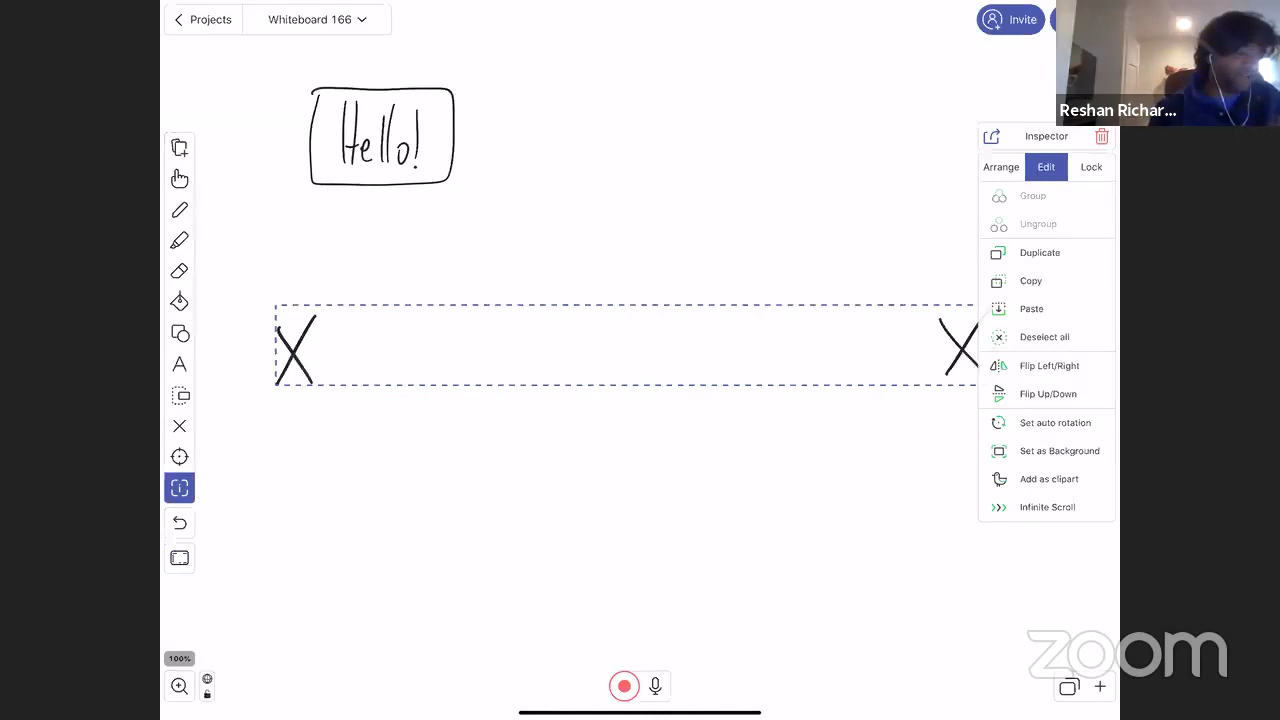 Projects
Whiteboard 166
Invite
Reshan Richar...
Hello!
Inspector
Arrange
Edit
Lock
Group
Ungroup
Duplicate
Copy
Paste
Deselect all
X
X
Flip Left/Right
Flip Up/Down
A
Set auto rotation
Set as Background
Add as clipart
Infinite Scroll
100%
zoom